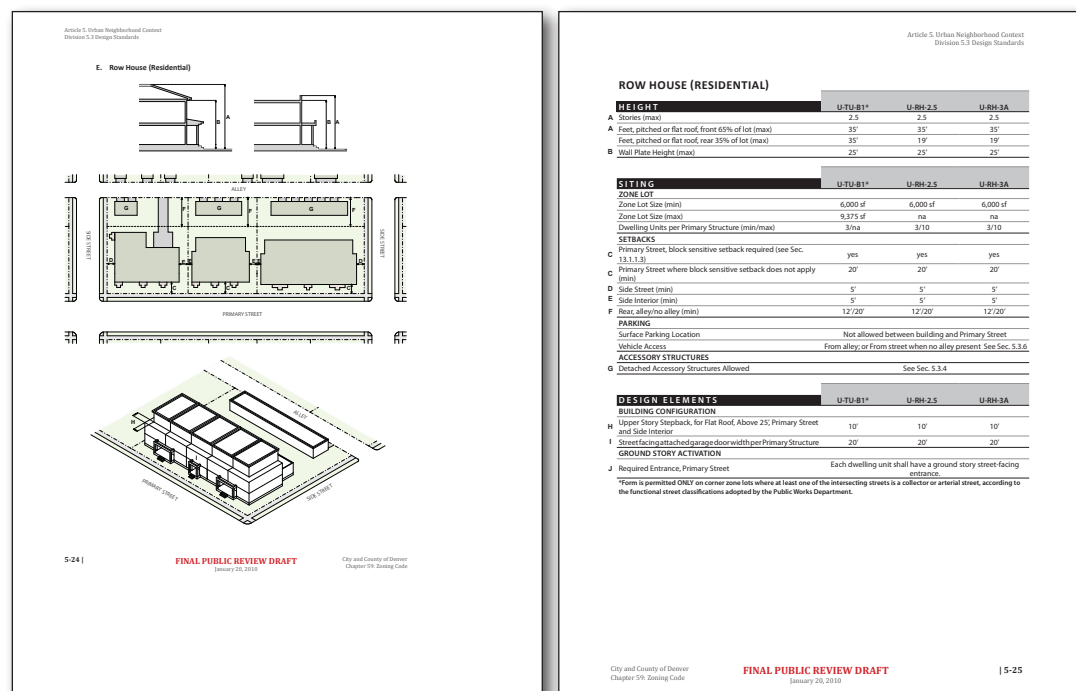 Article 5. Urban Neighborhood Context
Division 5.3 Design Standards
E. Row House (Residential)
A
B
B
A
ALLEY
G
G
G
F
F
F
SIDE STREET
SIDE STREET
D
E
E
E
E
D
C
C
C
PRIMARY STREET
ALLEY
H
I
J
PRIMARY STREET
SIDE STREET
5-24 |
FINAL PUBLIC REVIEW DRAFT
January 20, 2010
City and County of Denver
Chapter 59: Zoning Code
Article 5. Urban Neighborhood Context
Division 5.3 Design Standards
ROW HOUSE (RESIDENTIAL)
HEIGHT U-TU-B1* U-RH-2.5 U-RH-3A
A Stories (max) 2.5 2.5 2.5
A Feet, pitched or flat roof, front 65% of lot (max) 35' 35' 35'
Feet, pitched or flat roof, rear 35% of lot (max) 35' 19' 19'
B Wall Plate Height (max) 25' 25' 25'
SITING U-TU-B1* U-RH-2.5 U-RH-3A
ZONE LOT
Zone Lot Size (min) 6,000 sf 6,000 sf 6,000 sf
Zone Lot Size (max) 9,375 sf na na
Dwelling Units per Primary Structure (min/max) 3/na 3/10 3/10
SETBACKS
C Primary Street, block sensitive setback required (see Sec.
13.1.1.3) yes yes yes
C Primary Street where block sensitive setback does not apply
(min) 20' 20' 20'
D Side Street (min) 5' 5' 5'
E Side Interior (min) 5' 5' 5'
F Rear, alley/no alley (min) 12'/20' 12'/20' 12'/20'
PARKING
Surface Parking Location Not allowed between building and Primary Street
Vehicle Access From alley; or From street when no alley present See Sec. 5.3.6
ACCESSORY STRUCTURES
G Detached Accessory Structures Allowed See Sec. 5.3.4
DESIGN ELEMENTS U-TU-B1* U-RH-2.5 U-RH-3A
BUILDING CONFIGURATION
H Upper Story Stepback, for Flat Roof, Above 25', Primary Street
and Side Interior 10' 10' 10'
I Street facing attached garage door width per Primary Structure 20' 20' 20'
GROUND STORY ACTIVATION
J Required Entrance, Primary Street Each dwelling unit shall have a ground story street-facing
entrance.
*Form is permitted ONLY on corner zone lots where at least one of the intersecting streets is a collector or arterial street, according to
the functional street classifications adopted by the Public Works Department.
City and County of Denver
Chapter 59: Zoning Code
FINAL PUBLIC REVIEW DRAFT
January 20, 2010
| 5-25